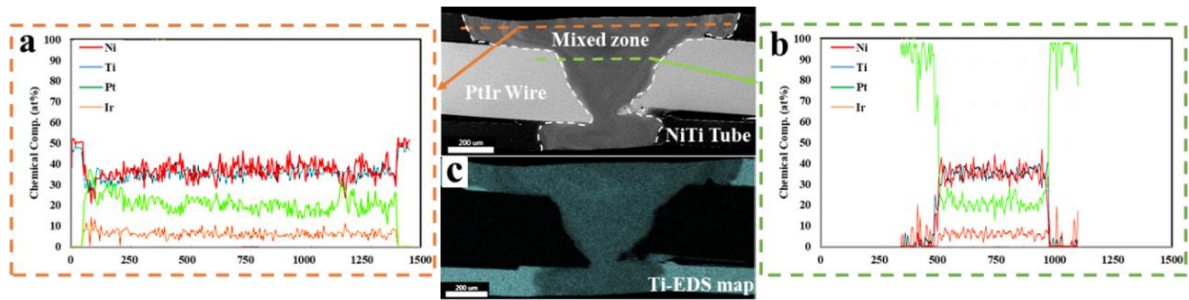 a
Ni
Ti
Pt
Ir
Chemical Comp. (at%)
100
90
80
70
60
50
40
30
20
10
0
0 250 500 750 1000 1250 1500
Mixed zone
PtIr Wire
NiTi Tube
200 µm
c
Ti-EDS map
200 µm
b
Ni
Ti
Pt
Ir
Chemical Comp. (at%)
100
90
80
70
60
50
40
30
20
10
0
0 250 500 750 1000 1250 1500